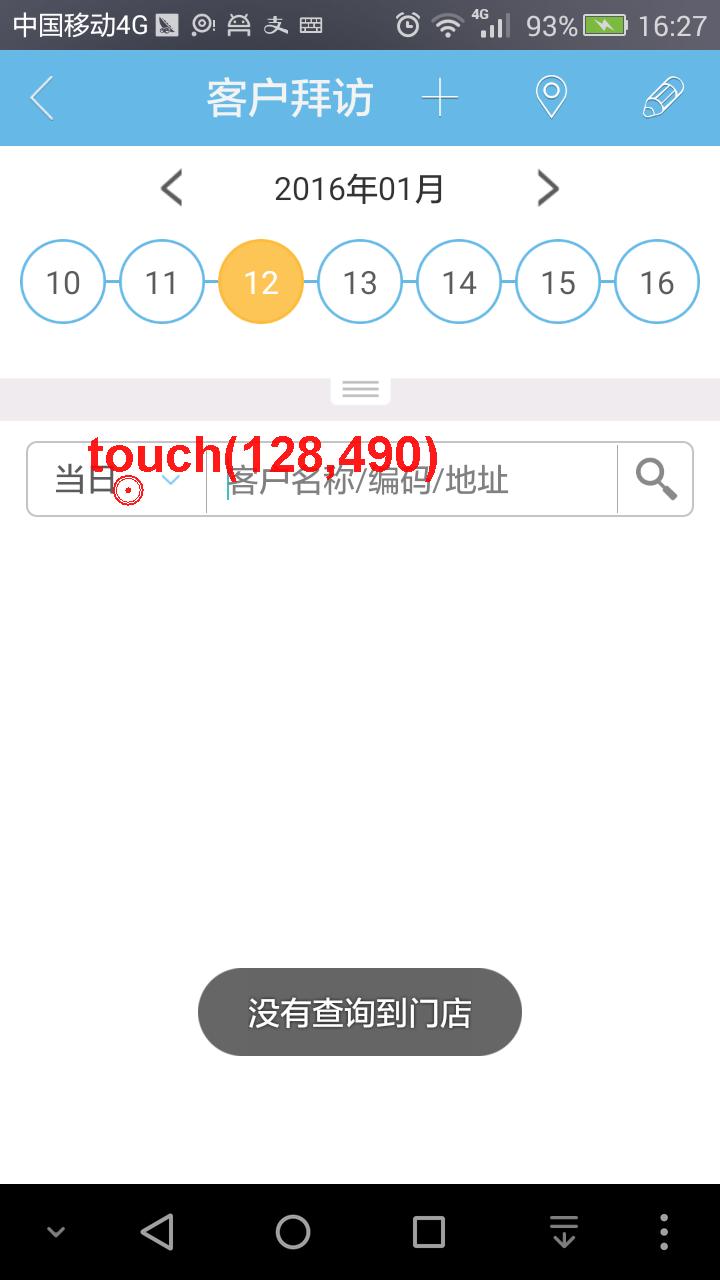 中国移动4G 4G 93% 16:27
客户拜访
2016年01月
10 11 12 13 14 15 16
touch(128,490)
当日 客户名称/编码/地址
没有查询到门店